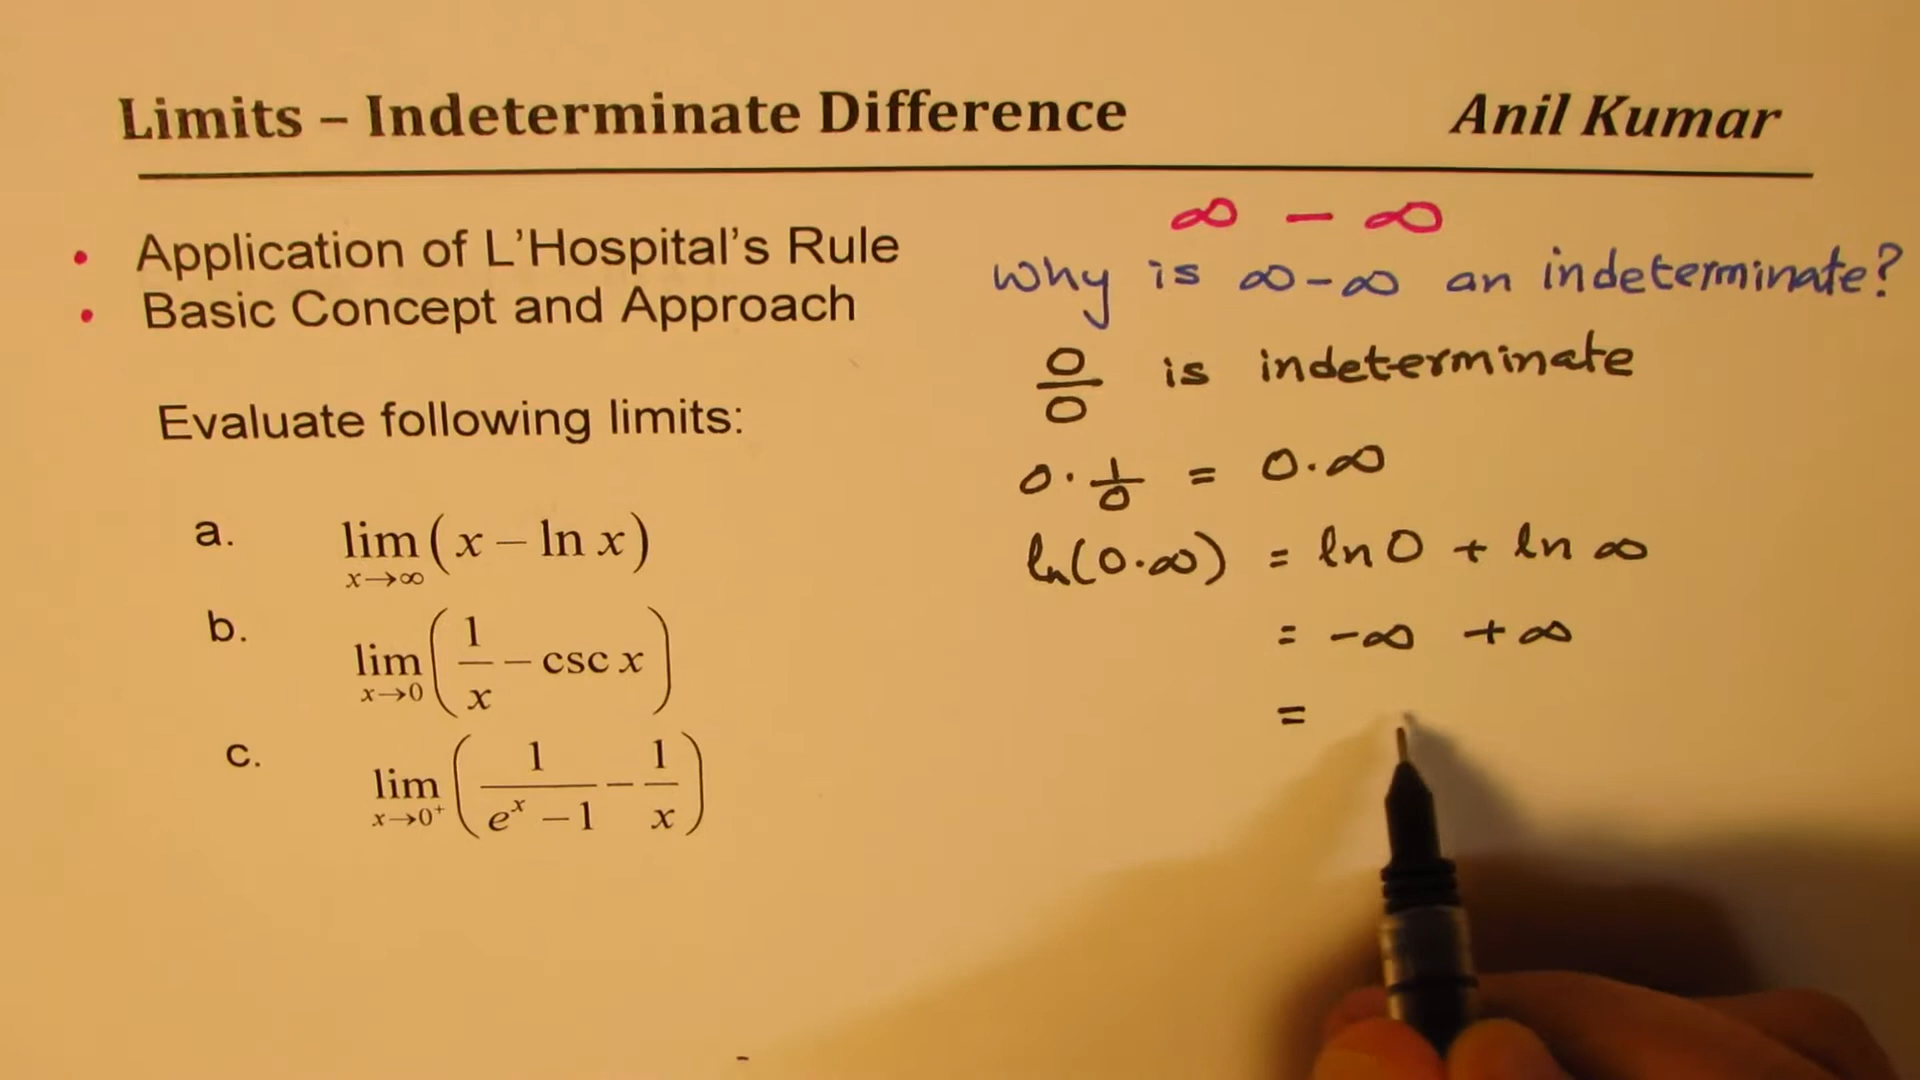 Limits – Indeterminate Difference
Anil Kumar
• Application of L'Hospital's Rule
• Basic Concept and Approach
Evaluate following limits:
a. lim x→∞ (x – ln x)
b. lim x→0 (1/x – csc x)
c. lim x→0⁺ (1/(eˣ – 1) – 1/x)
∞ – ∞
Why is ∞-∞ an indeterminate?
0/0 is indeterminate
0·1/0 = 0·∞
ln(0·∞) = ln 0 + ln ∞
= -∞ +∞
=